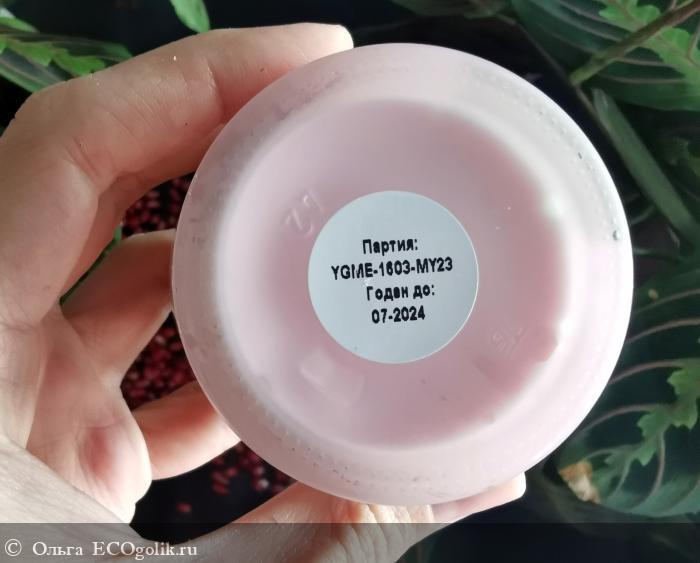 Партия:
YGME-1603-MY23
Годен до:
07-2024
© Ольга ECOgolik.ru